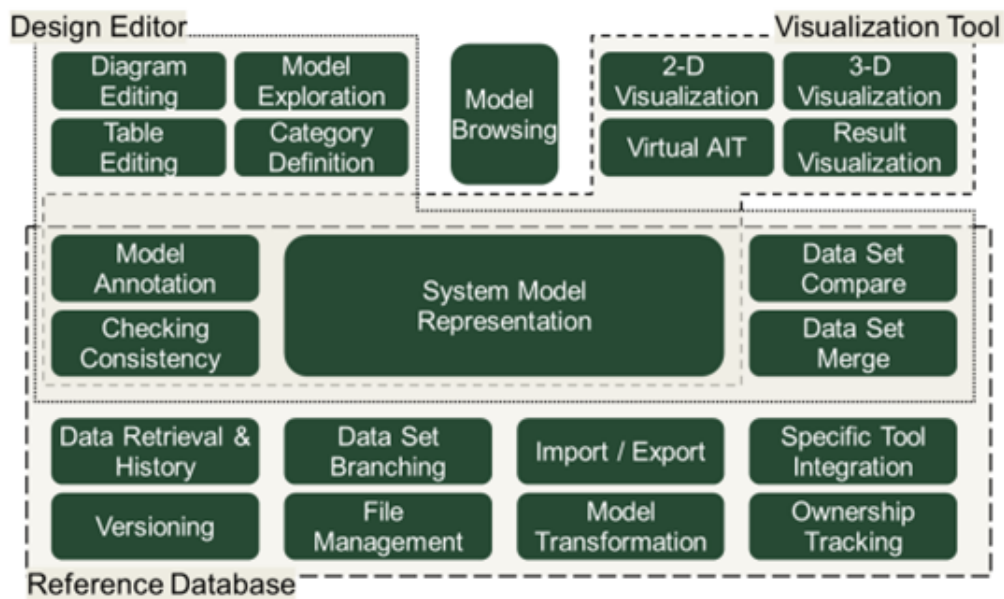 Design Editor
Visualization Tool
Diagram
Editing
Model
Exploration
Model
Browsing
2-D
Visualization
3-D
Visualization
Table
Editing
Category
Definition
Virtual AIT
Result
Visualization
Model
Annotation
System Model
Representation
Data Set
Compare
Checking
Consistency
Data Set
Merge
Data Retrieval &
History
Data Set
Branching
Import / Export
Specific Tool
Integration
Versioning
File
Management
Model
Transformation
Ownership
Tracking
Reference Database